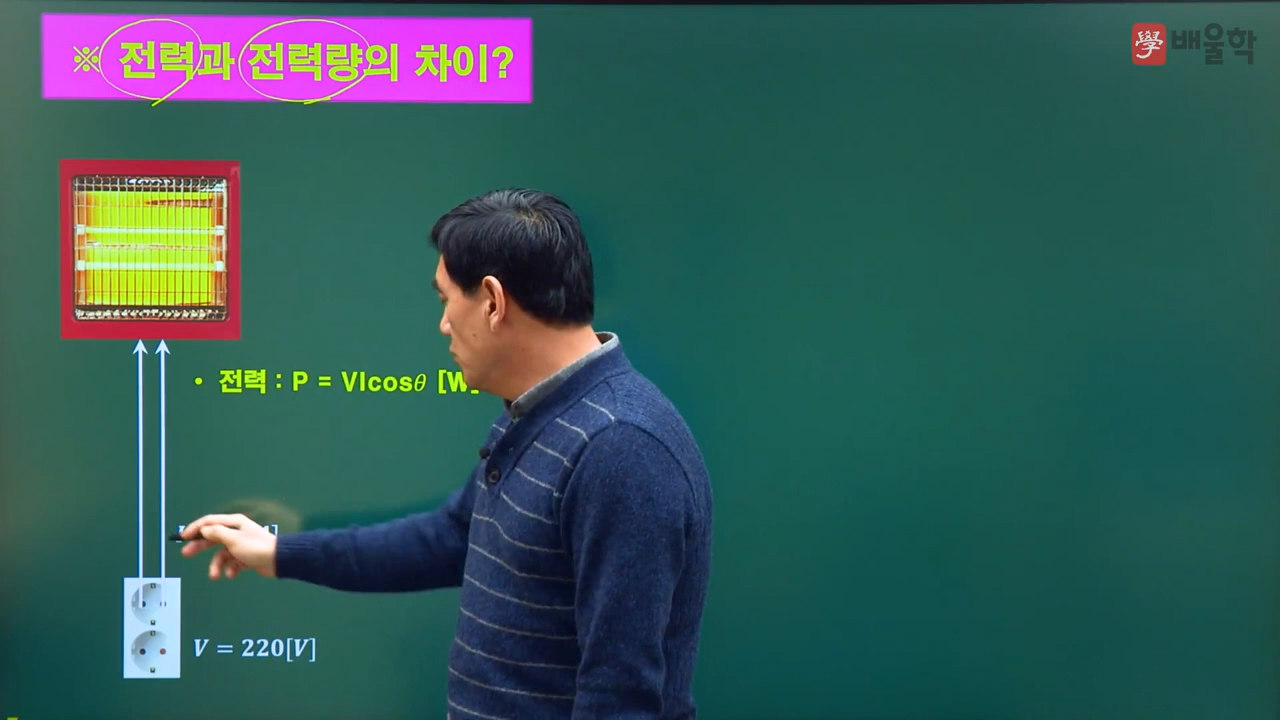 ※ 전력과 전력량의 차이?
學 배울학
• 전력 : P = VIcosθ [W]
V = 220[V]